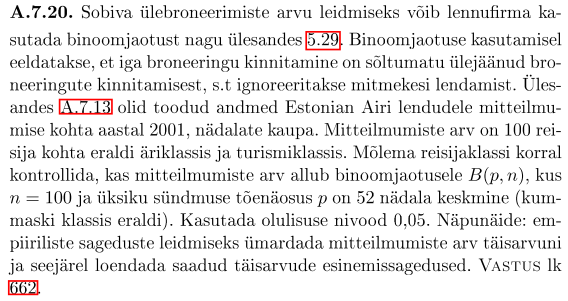 A.7.20. Sobiva ülebroneerimiste arvu leidmiseks võib lennufirma ka-
sutada binoomjaotust nagu ülesandes 5.29. Binoomjaotuse kasutamisel
eeldatakse, et iga broneeringu kinnitamine on sõltumatu ülejäänud bro-
neeringute kinnitamisest, s.t ignoreeritakse mitmekesi lendamist. Üles-
andes A.7.13 olid toodud andmed Estonian Airi lendudele mitteilmu-
mise kohta aastal 2001, nädalate kaupa. Mitteilmumiste arv on 100 rei-
sija kohta eraldi äriklassis ja turismiklassis. Mõlema reisijaklassi korral
kontrollida, kas mitteilmumiste arv allub binoomjaotusele B(p, n), kus
n = 100 ja üksiku sündmuse tõenäosus p on 52 nädala keskmine (kum-
maski klassis eraldi). Kasutada olulisuse nivood 0,05. Näpunäide: em-
piiriliste sageduste leidmiseks ümardada mitteilmumiste arv täisarvuni
ja seejärel loendada saadud täisarvude esinemissagedused. VASTUS lk
662.